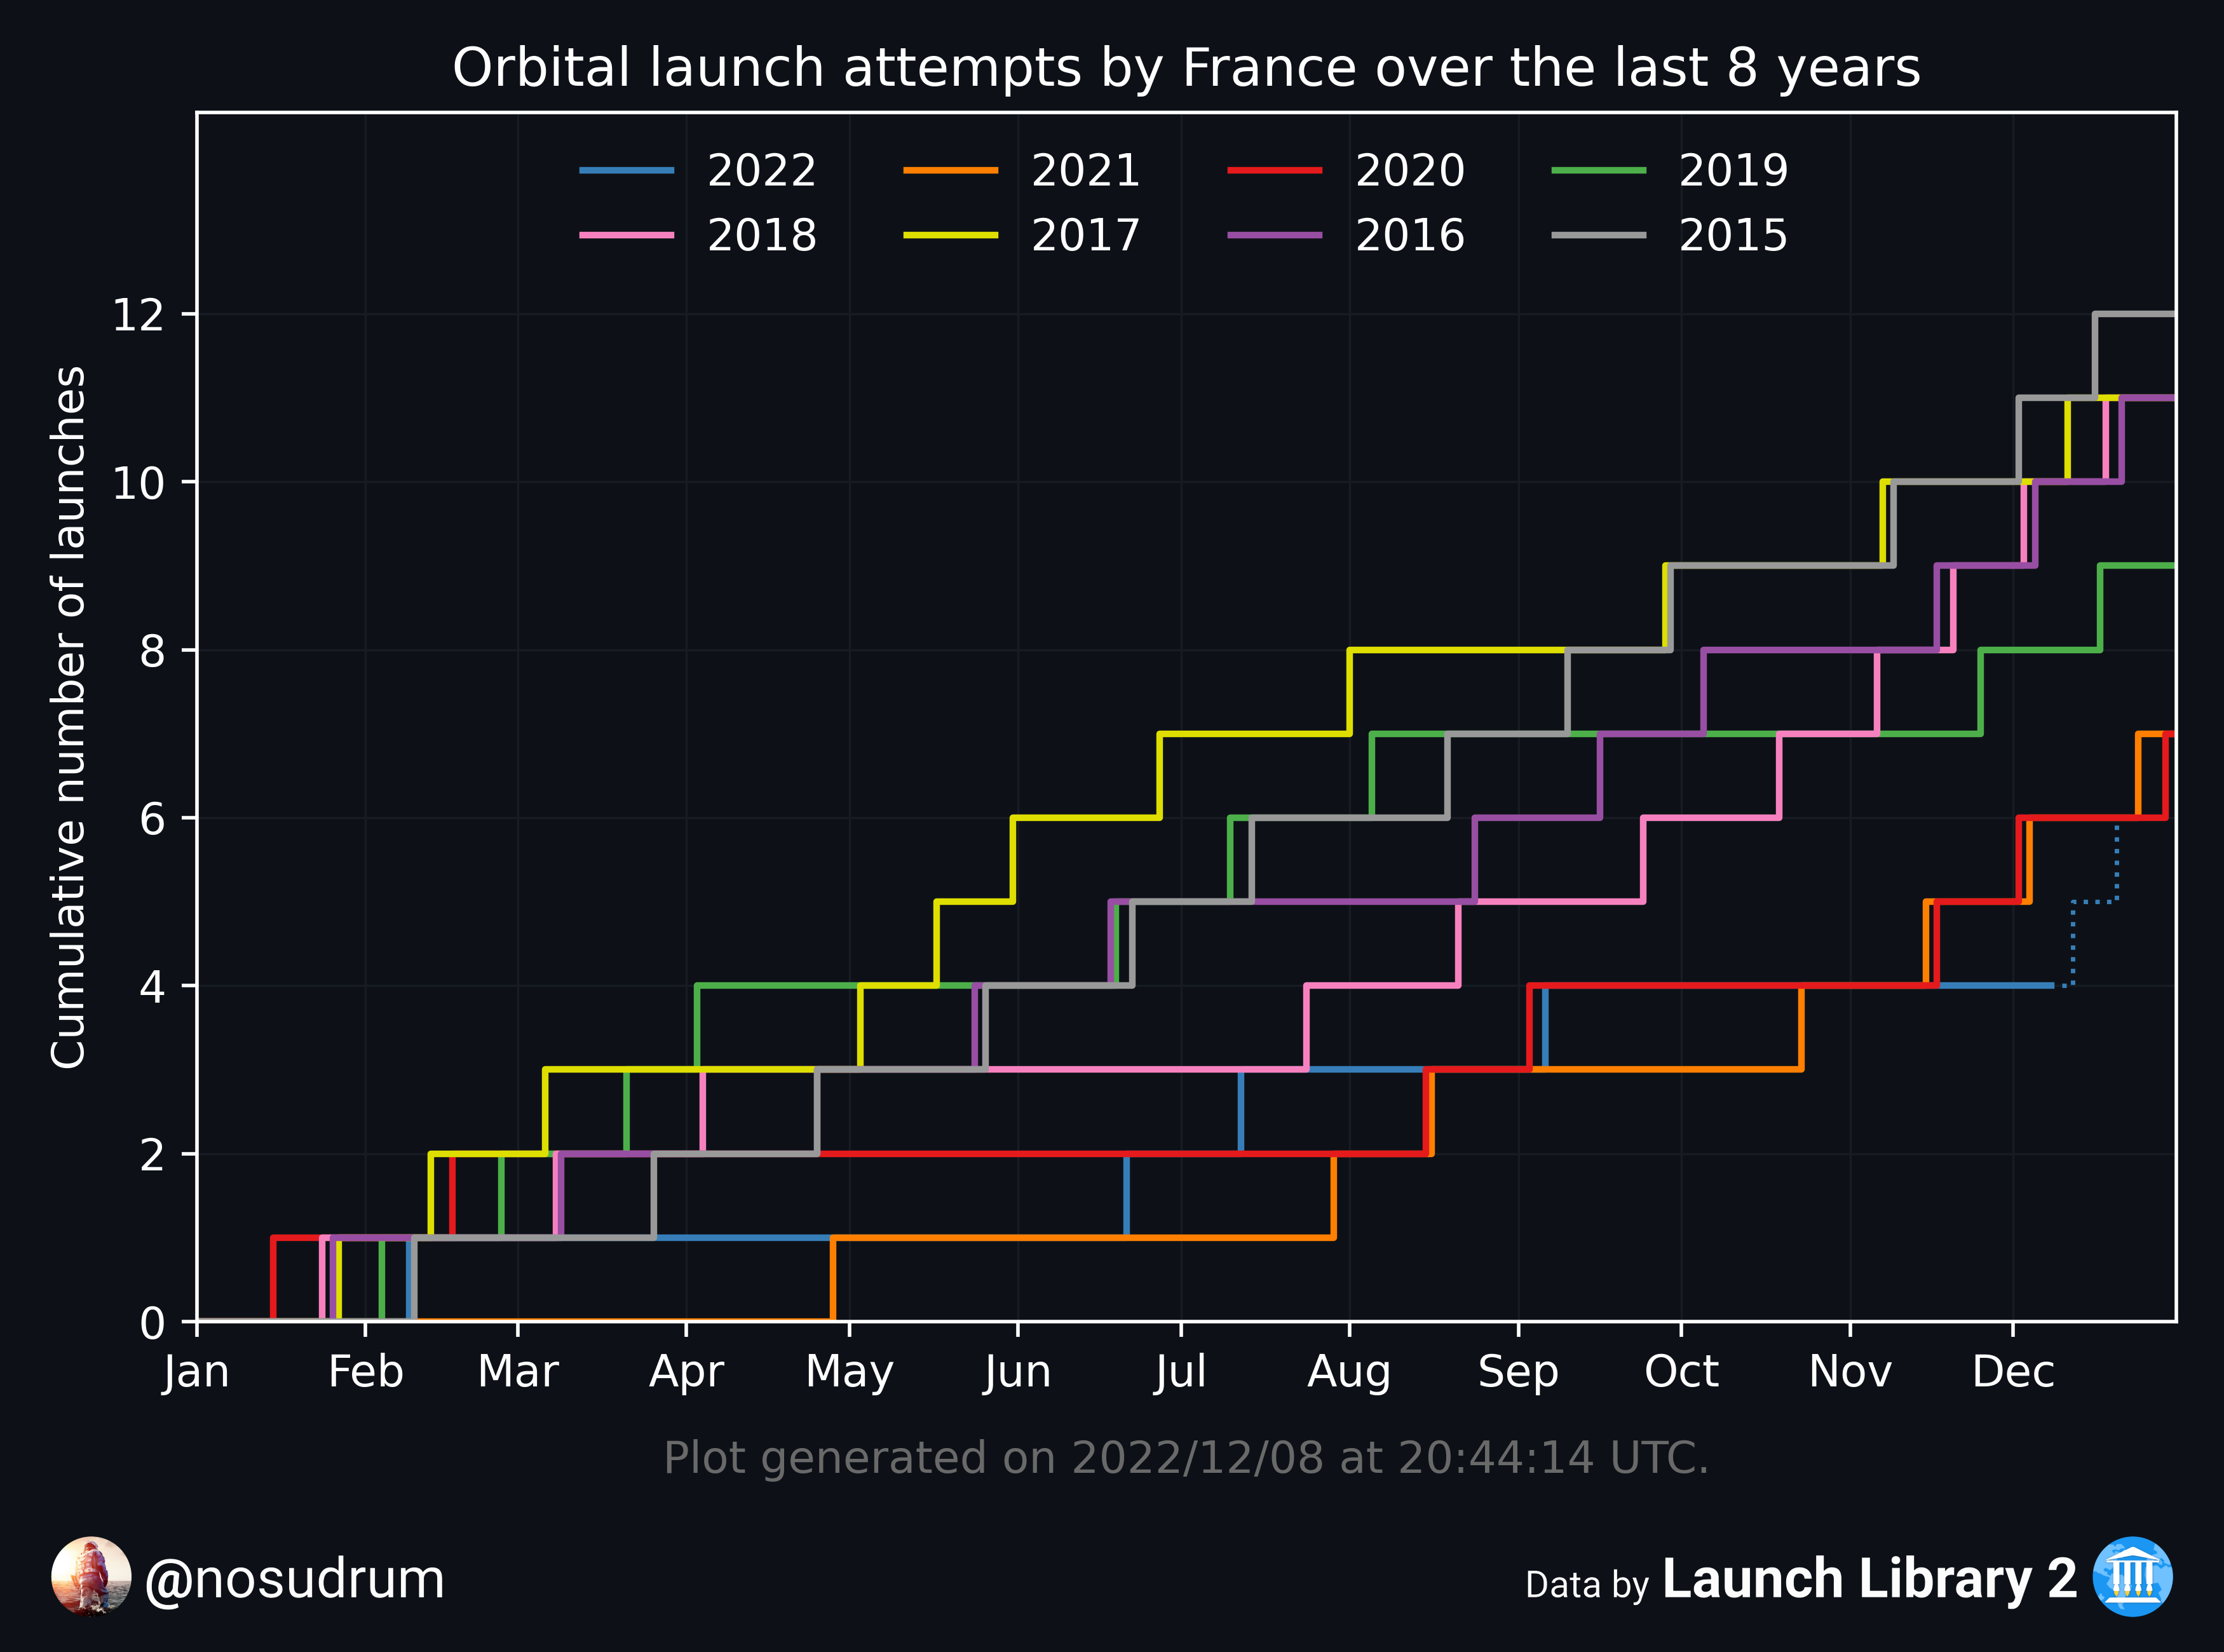 Orbital launch attempts by France over the last 8 years
2022 2021 2020 2019
2018 2017 2016 2015
Cumulative number of launches
12
10
8
6
4
2
0
Jan Feb Mar Apr May Jun Jul Aug Sep Oct Nov Dec
Plot generated on 2022/12/08 at 20:44:14 UTC.
@nosudrum
Data by Launch Library 2